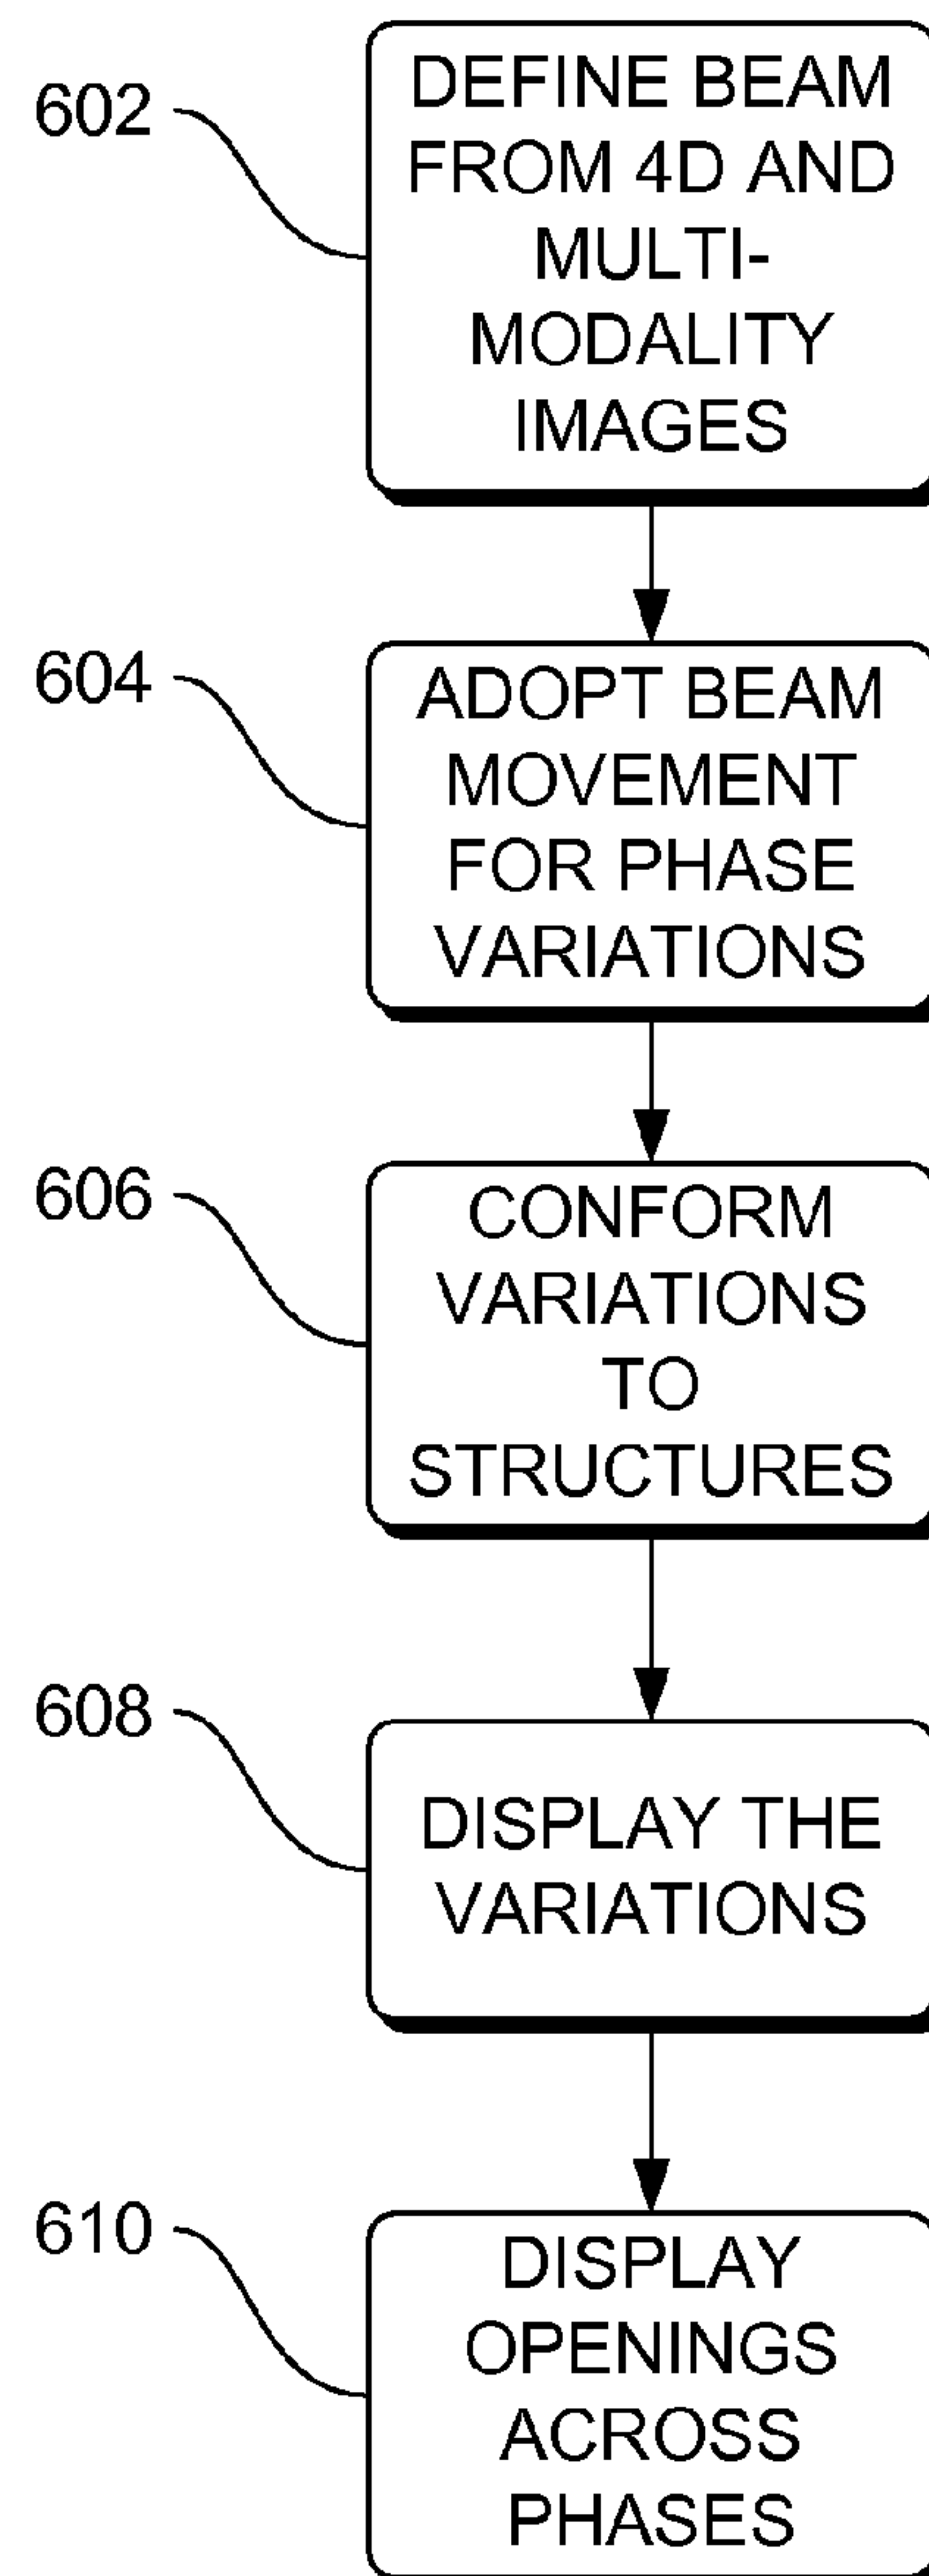 602
DEFINE BEAM
FROM 4D AND
MULTI-
MODALITY
IMAGES
604
ADOPT BEAM
MOVEMENT
FOR PHASE
VARIATIONS
606
CONFORM
VARIATIONS
TO
STRUCTURES
608
DISPLAY THE
VARIATIONS
610
DISPLAY
OPENINGS
ACROSS
PHASES